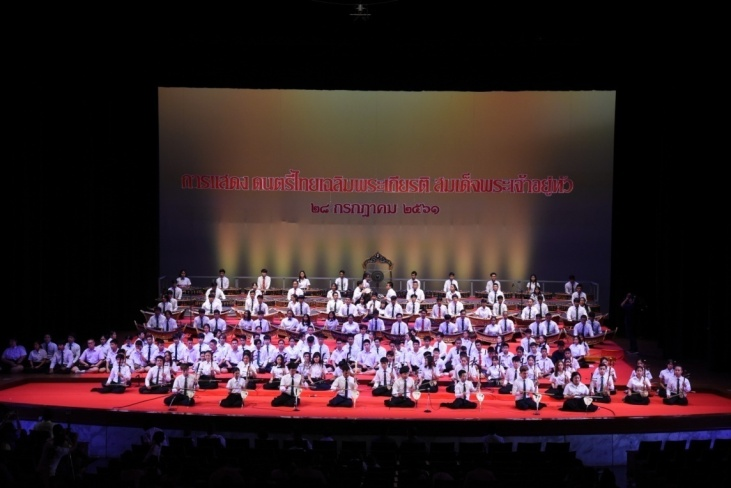 การแสดง ดนตรีไทยเฉลิมพระเกียรติ สมเด็จพระเจ้าอยู่หัว
๒๘ กรกฎาคม ๒๕๖๑